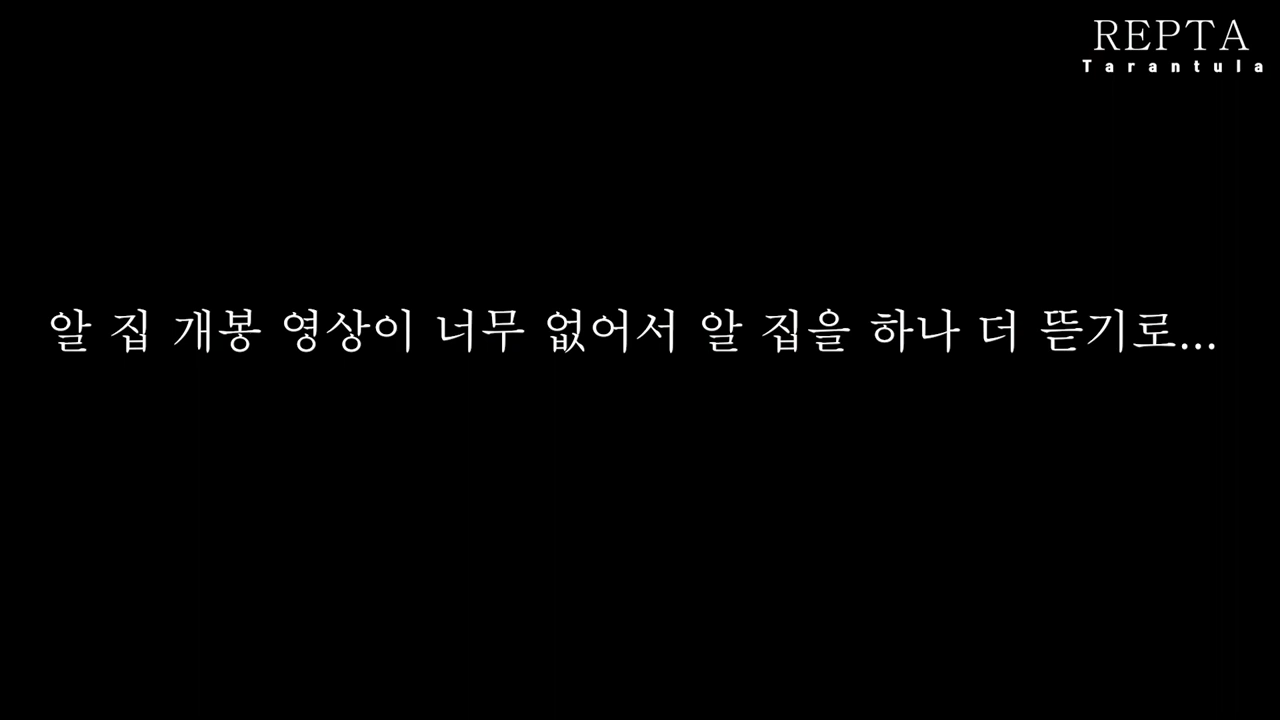 REPTA
Tarantula
알 집 개봉 영상이 너무 없어서 알 집을 하나 더 뜯기로...